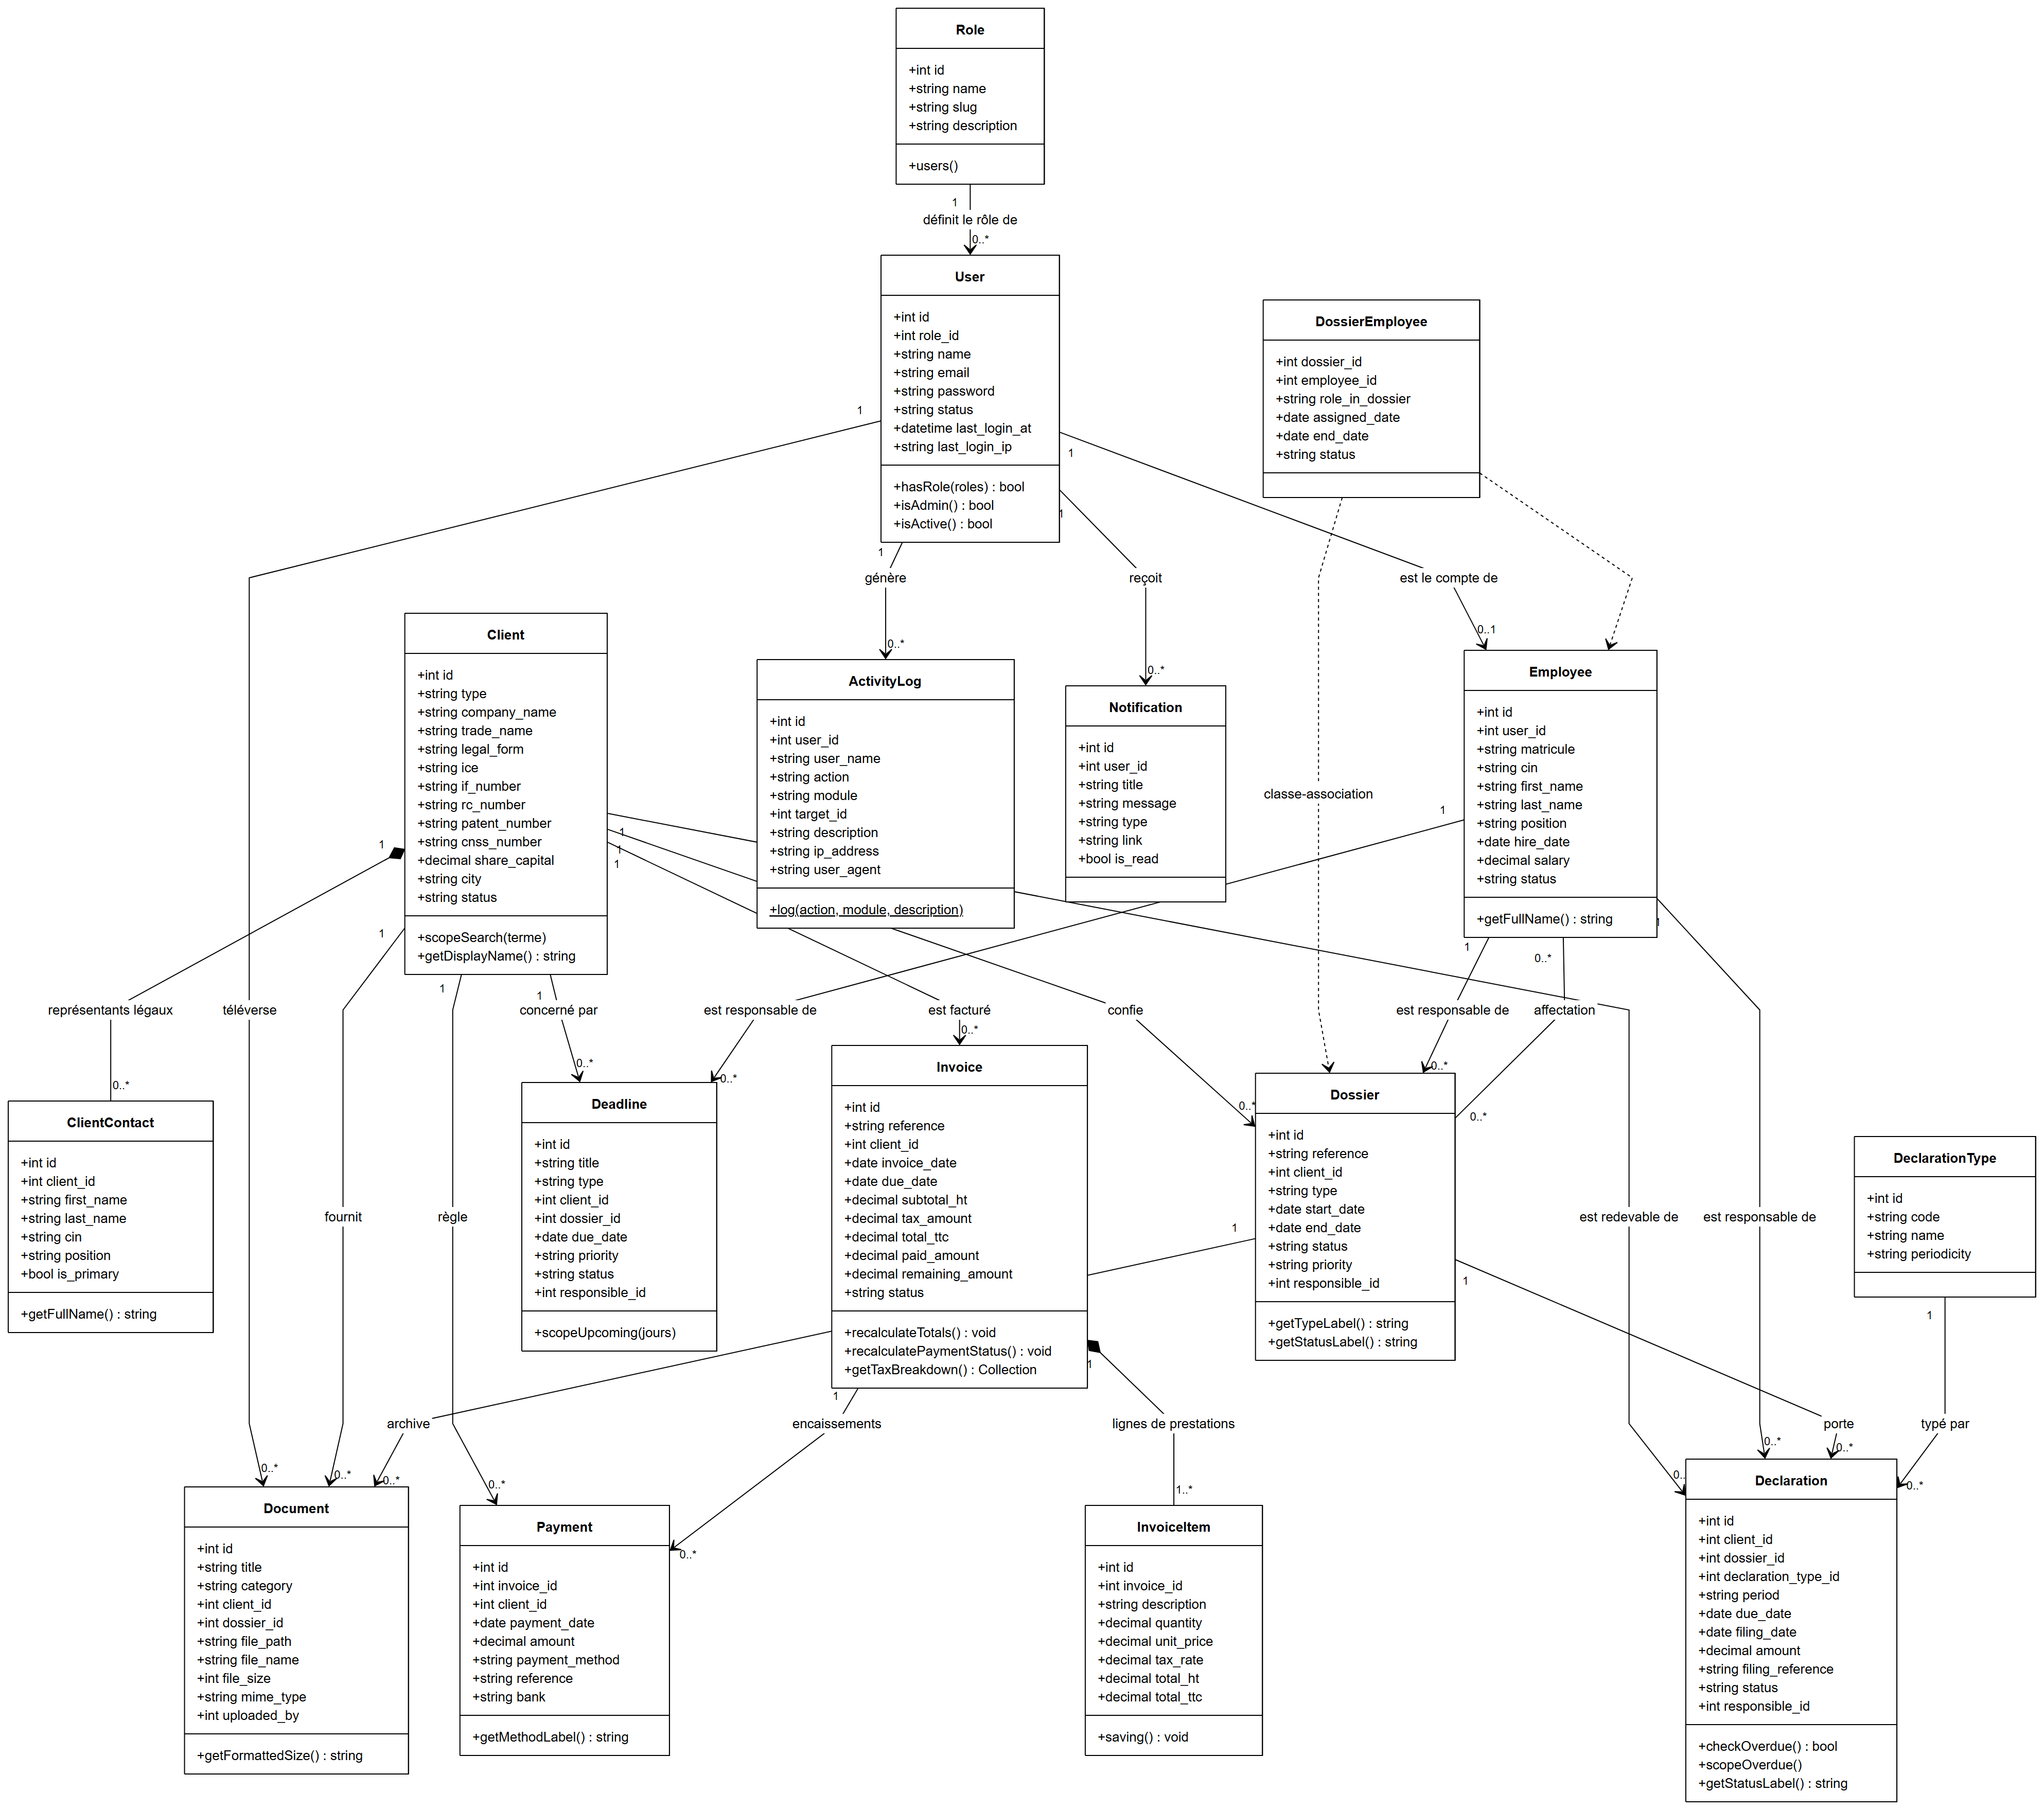 Role
+int id
+string name
+string slug
+string description
+users()
1
définit le rôle de
0..*
User
+int id
+int role_id
+string name
+string email
+string password
+string status
+datetime last_login_at
+string last_login_ip
+hasRole(roles) : bool
+isAdmin() : bool
+isActive() : bool
DossierEmployee
+int dossier_id
+int employee_id
+string role_in_dossier
+date assigned_date
+date end_date
+string status
1
1
1
1
génère
reçoit
est le compte de
0..*
0..*
0..1
Client
+int id
+string type
+string company_name
+string trade_name
+string legal_form
+string ice
+string if_number
+string rc_number
+string patent_number
+string cnss_number
+decimal share_capital
+string city
+string status
+scopeSearch(terme)
+getDisplayName() : string
ActivityLog
+int id
+int user_id
+string user_name
+string action
+string module
+int target_id
+string description
+string ip_address
+string user_agent
+log(action, module, description)
Notification
+int id
+int user_id
+string title
+string message
+string type
+string link
+bool is_read
classe-association
Employee
+int id
+int user_id
+string matricule
+string cin
+string first_name
+string last_name
+string position
+date hire_date
+decimal salary
+string status
+getFullName() : string
1
1
1
1
1
1
1
1
1
1
0..*
1
représentants légaux
téléverse
concerné par
est responsable de
est facturé
confie
est responsable de
affectation
0..*
0..*
0..*
0..*
0..*
0..*
0..*
ClientContact
+int id
+int client_id
+string first_name
+string last_name
+string cin
+string position
+bool is_primary
+getFullName() : string
fournit
règle
Deadline
+int id
+string title
+string type
+int client_id
+int dossier_id
+date due_date
+string priority
+string status
+int responsible_id
+scopeUpcoming(jours)
Invoice
+int id
+string reference
+int client_id
+date invoice_date
+date due_date
+decimal subtotal_ht
+decimal tax_amount
+decimal total_ttc
+decimal paid_amount
+decimal remaining_amount
+string status
+recalculateTotals() : void
+recalculatePaymentStatus() : void
+getTaxBreakdown() : Collection
Dossier
+int id
+string reference
+int client_id
+string type
+date start_date
+date end_date
+string status
+string priority
+int responsible_id
+getTypeLabel() : string
+getStatusLabel() : string
est redevable de
est responsable de
DeclarationType
+int id
+string code
+string name
+string periodicity
1
1
1
1
1
archive
encaissements
lignes de prestations
porte
typé par
0..*
0..*
0..*
0..*
0..*
1..*
0..
0..*
0..*
0..*
Document
+int id
+string title
+string category
+int client_id
+int dossier_id
+string file_path
+string file_name
+int file_size
+string mime_type
+int uploaded_by
+getFormattedSize() : string
Payment
+int id
+int invoice_id
+int client_id
+date payment_date
+decimal amount
+string payment_method
+string reference
+string bank
+getMethodLabel() : string
InvoiceItem
+int id
+int invoice_id
+string description
+decimal quantity
+decimal unit_price
+decimal tax_rate
+decimal total_ht
+decimal total_ttc
+saving() : void
Declaration
+int id
+int client_id
+int dossier_id
+int declaration_type_id
+string period
+date due_date
+date filing_date
+decimal amount
+string filing_reference
+string status
+int responsible_id
+checkOverdue() : bool
+scopeOverdue()
+getStatusLabel() : string